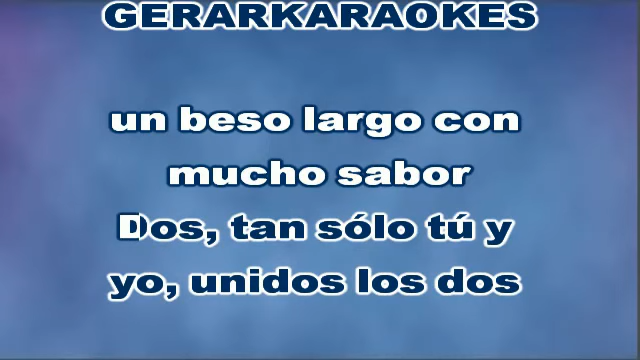 GERARKARAOKES
un beso largo con
mucho sabor
Dos, tan sólo tú y
yo, unidos los dos